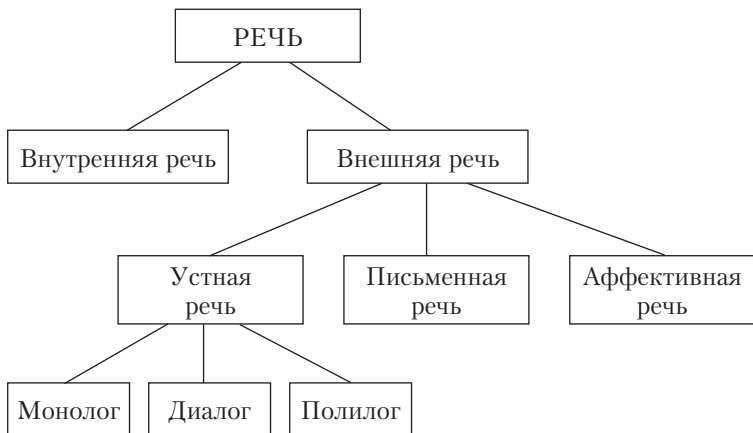 РЕЧЬ
Внутренняя речь
Внешняя речь
Устная
речь
Письменная
речь
Аффективная
речь
Монолог
Диалог
Полилог